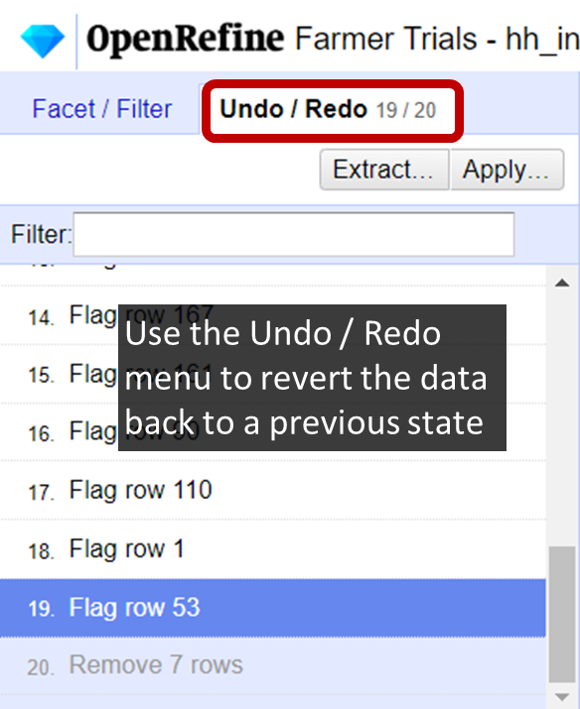 OpenRefine Farmer Trials - hh_in
Facet / Filter Undo / Redo 19 / 20
Extract... Apply...
Filter:
14. Flag row 167
15. Flag
16. Flag
Use the Undo / Redo
menu to revert the data
back to a previous state
17. Flag row 110
18. Flag row 1
19. Flag row 53
20. Remove 7 rows